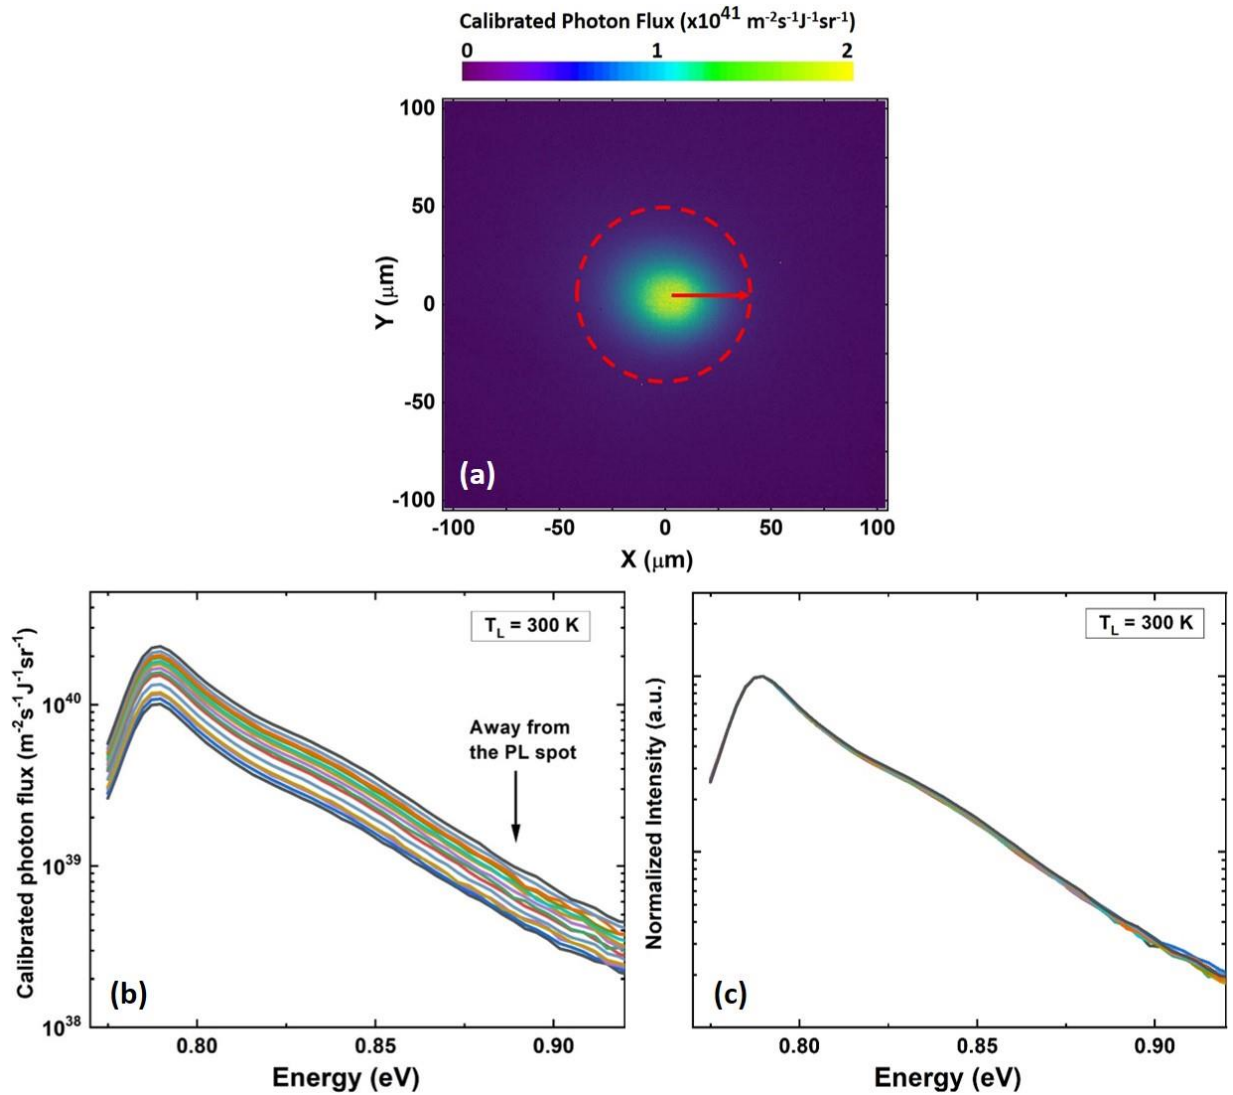 Calibrated Photon Flux (x10⁴¹ m⁻²s⁻¹J⁻¹sr⁻¹)
0 1 2
100
50
0
-50
-100
Y (μm)
(a)
-100 -50 0 50 100
X (μm)
Calibrated photon flux (m⁻²s⁻¹J⁻¹sr⁻¹)
10⁴⁰
10³⁹
10³⁸
T_L = 300 K
Away from
the PL spot
(b)
0.80 0.85 0.90
Energy (eV)
Normalized Intensity (a.u.)
T_L = 300 K
(c)
0.80 0.85 0.90
Energy (eV)